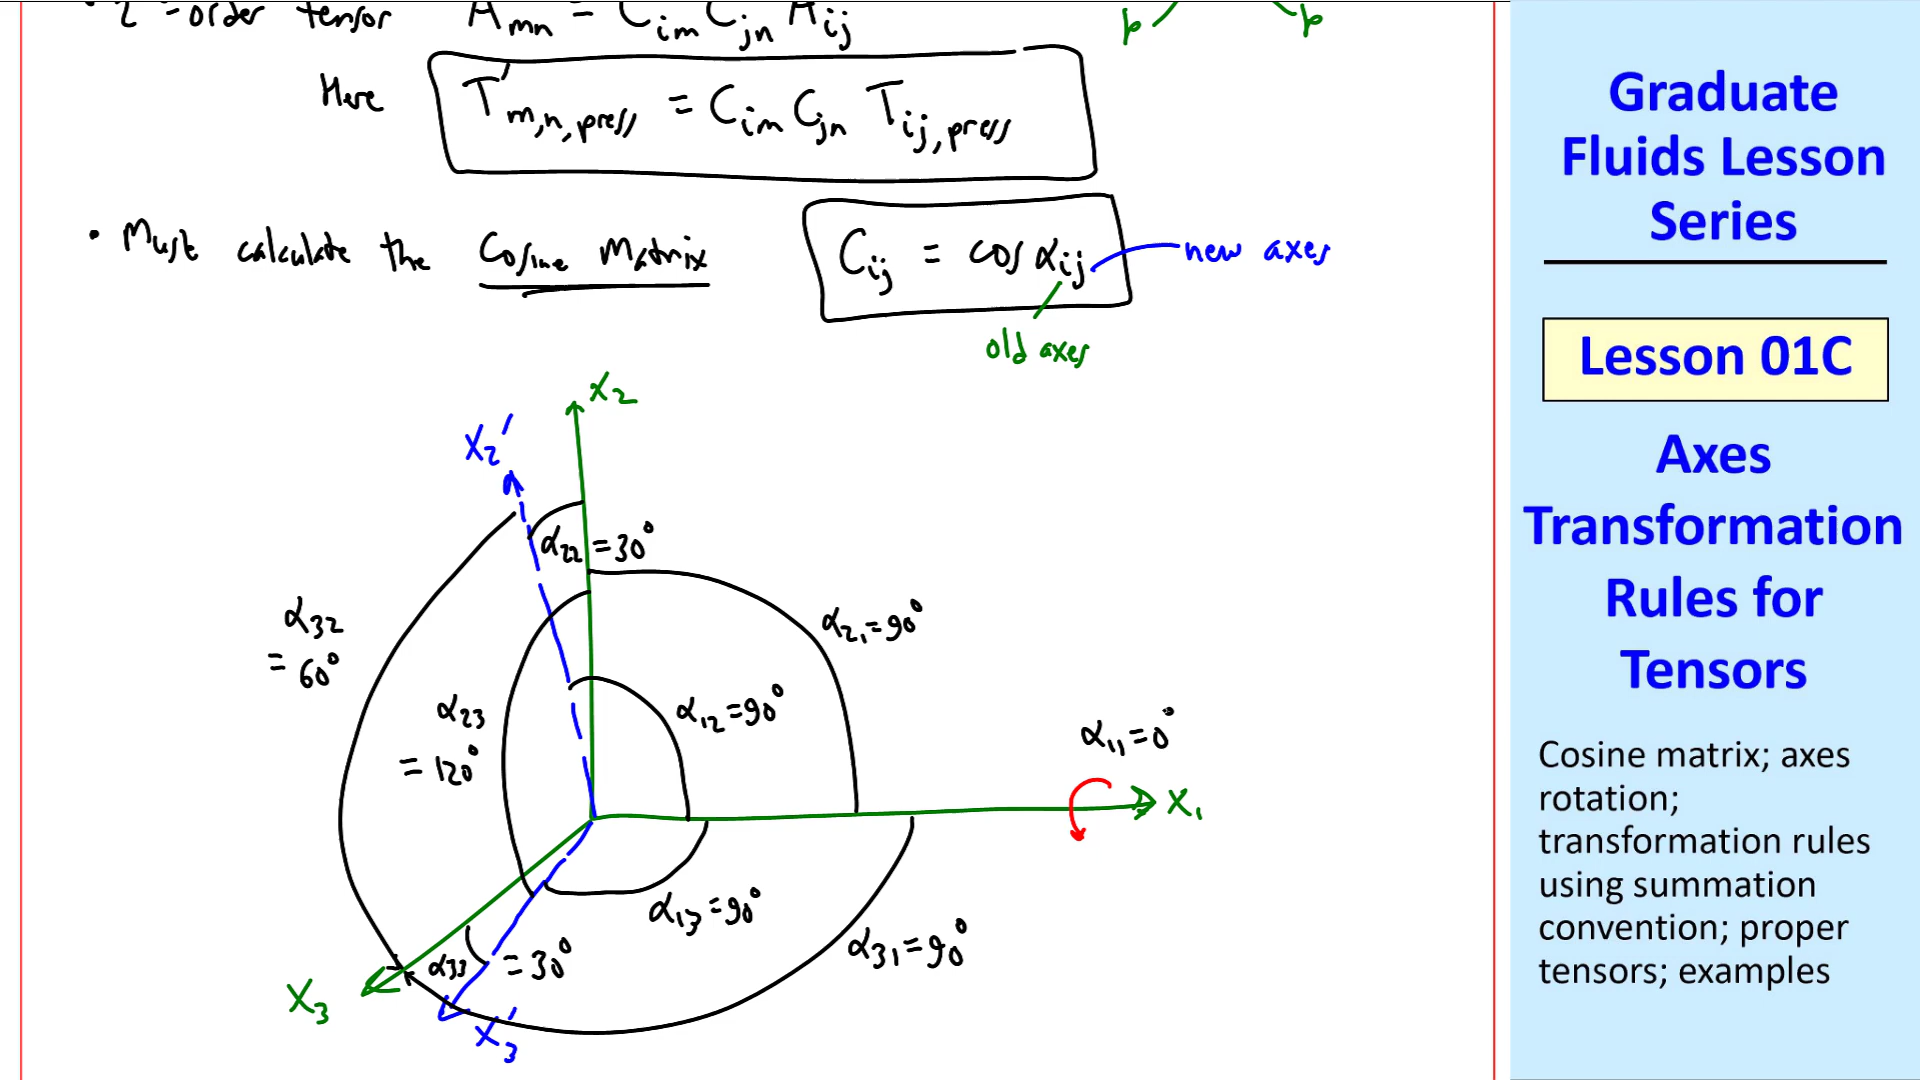 2 -order tensor A'mn = Cim Cjn Aij
p p
Here T'm,n,press = Cim Cjn Tij,press
• Must calculate the Cosine Matrix Cij = cos αij new axes
old axes
X2
X2'
α22 = 30°
α32 = 60°
α21 = 90°
α23 = 120°
α12 = 90°
α11 = 0°
X1
α13 = 90°
α33 = 30°
α31 = 90°
X3
X3'
Graduate
Fluids Lesson
Series
Lesson 01C
Axes
Transformation
Rules for
Tensors
Cosine matrix; axes
rotation;
transformation rules
using summation
convention; proper
tensors; examples